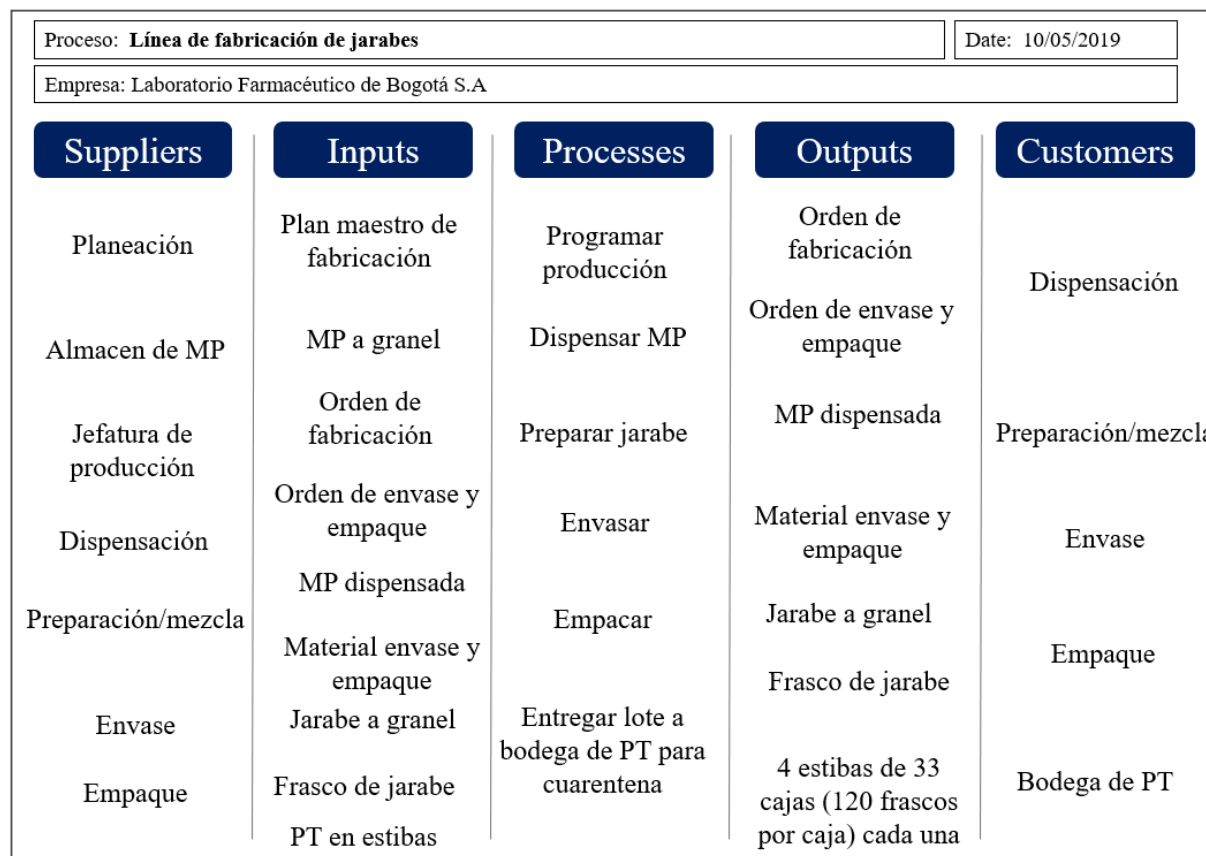 Proceso: Línea de fabricación de jarabes
Date: 10/05/2019
Empresa: Laboratorio Farmacéutico de Bogotá S.A
Suppliers
Planeación
Almacen de MP
Jefatura de
producción
Dispensación
Preparación/mezcla
Envase
Empaque
Inputs
Plan maestro de
fabricación
MP a granel
Orden de
fabricación
Orden de envase y
empaque
MP dispensada
Material envase y
empaque
Jarabe a granel
Frasco de jarabe
PT en estibas
Processes
Programar
producción
Dispensar MP
Preparar jarabe
Envasar
Empacar
Entregar lote a
bodega de PT para
cuarentena
Outputs
Orden de
fabricación
Orden de envase y
empaque
MP dispensada
Material envase y
empaque
Jarabe a granel
Frasco de jarabe
4 estibas de 33
cajas (120 frascos
por caja) cada una
Customers
Dispensación
Preparación/mezcla
Envase
Empaque
Bodega de PT